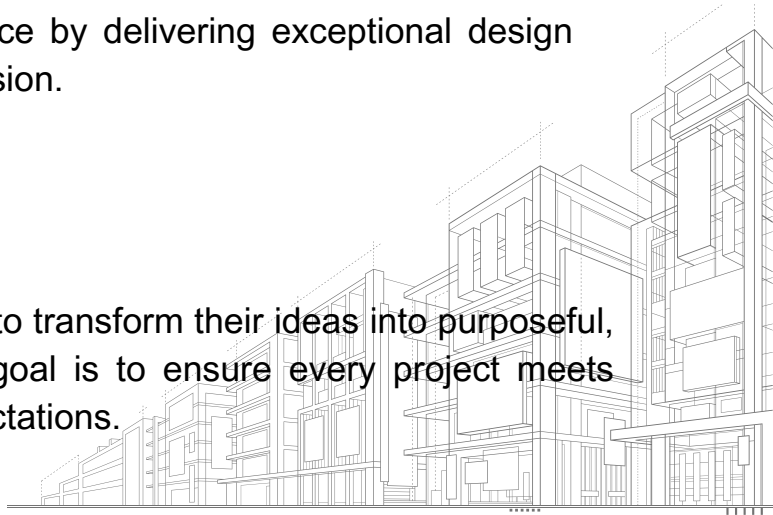 ce by delivering exceptional design
sion.
to transform their ideas into purposeful,
goal is to ensure every project meets
ctations.